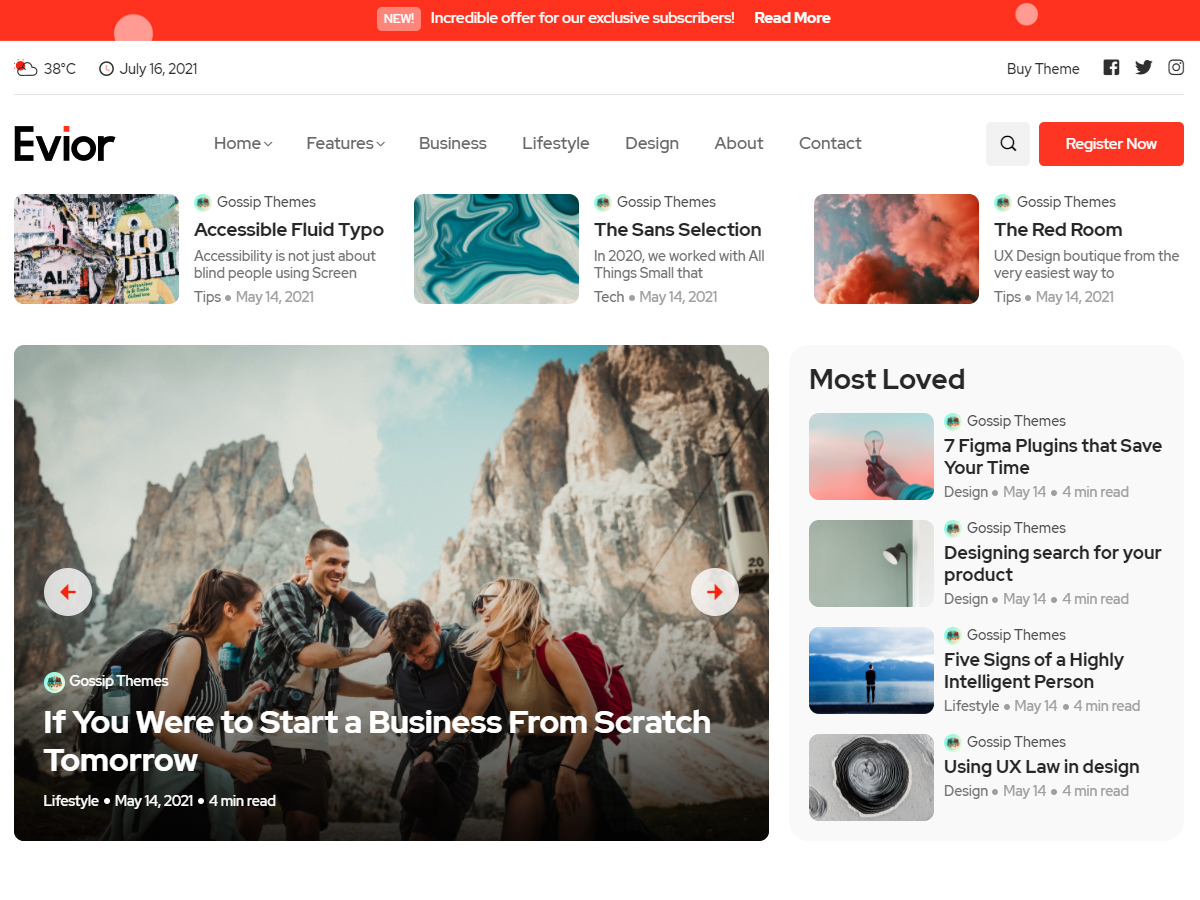 NEW! Incredible offer for our exclusive subscribers! Read More
38°C July 16, 2021
Buy Theme
Evior
Home Features Business Lifestyle Design About Contact
Register Now
Gossip Themes
Accessible Fluid Typo
Accessibility is not just about
blind people using Screen
Tips • May 14, 2021
Gossip Themes
The Sans Selection
In 2020, we worked with All
Things Small that
Tech • May 14, 2021
Gossip Themes
The Red Room
UX Design boutique from the
very easiest way to
Tips • May 14, 2021
HICO
DILL
AL
20
Gossip Themes
If You Were to Start a Business From Scratch
Tomorrow
Lifestyle • May 14, 2021 • 4 min read
Most Loved
Gossip Themes
7 Figma Plugins that Save
Your Time
Design • May 14 • 4 min read
Gossip Themes
Designing search for your
product
Design • May 14 • 4 min read
Gossip Themes
Five Signs of a Highly
Intelligent Person
Lifestyle • May 14 • 4 min read
Gossip Themes
Using UX Law in design
Design • May 14 • 4 min read